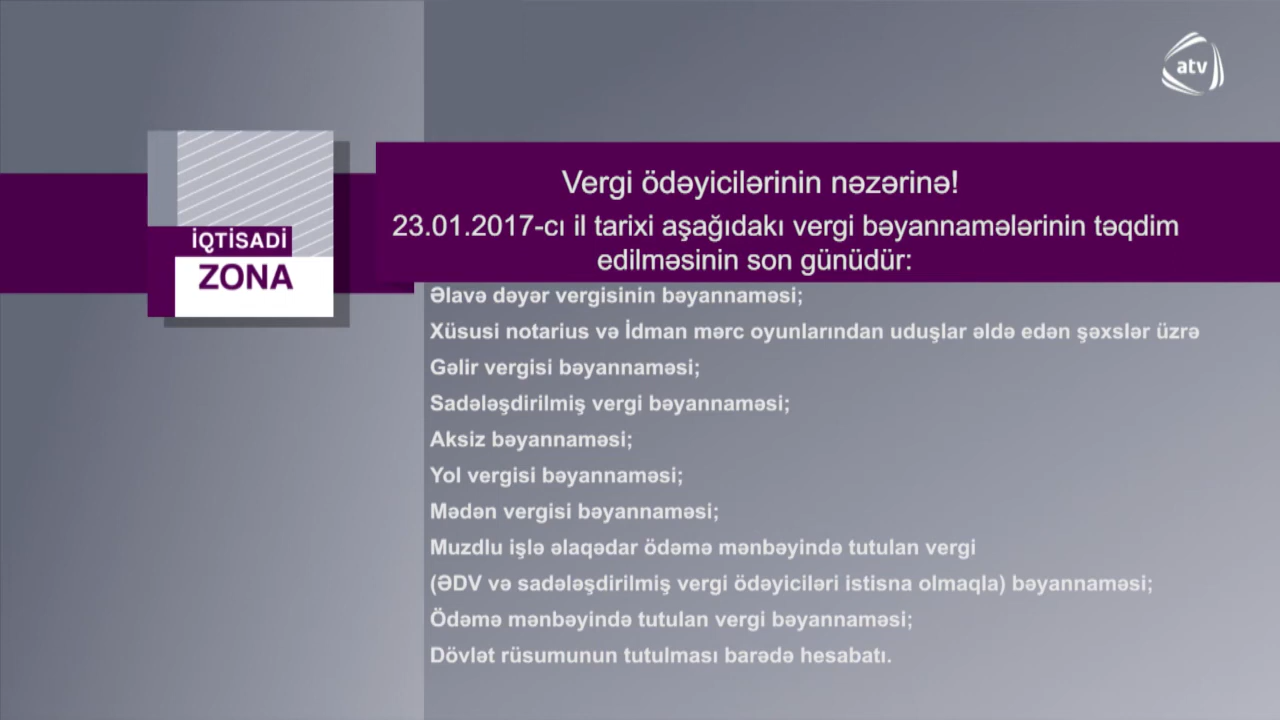 atv
İQTİSADİ
ZONA
Vergi ödəyicilərinin nəzərinə!
23.01.2017-cı il tarixi aşağıdakı vergi bəyannamələrinin təqdim
edilməsinin son günüdür:
Əlavə dəyər vergisinin bəyannaməsi;
Xüsusi notarius və İdman mərc oyunlarından uduşlar əldə edən şəxslər üzrə
Gəlir vergisi bəyannaməsi;
Sadələşdirilmiş vergi bəyannaməsi;
Aksiz bəyannaməsi;
Yol vergisi bəyannaməsi;
Mədən vergisi bəyannaməsi;
Muzdlu işlə əlaqədar ödəmə mənbəyində tutulan vergi
(ƏDV və sadələşdirilmiş vergi ödəyiciləri istisna olmaqla) bəyannaməsi;
Ödəmə mənbəyində tutulan vergi bəyannaməsi;
Dövlət rüsumunun tutulması barədə hesabatı.